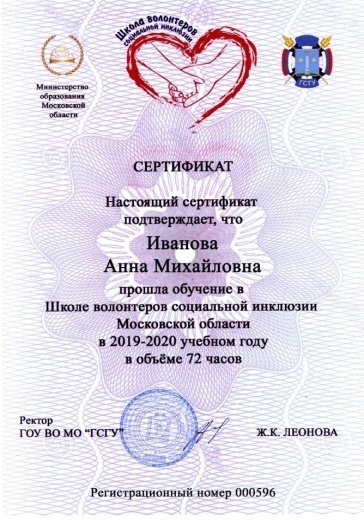 Школа волонтеров
социальной инклюзии
Министерство
образования
Московской
области
ГСГУ
СЕРТИФИКАТ
Настоящий сертификат
подтверждает, что
Иванова
Анна Михайловна
прошла обучение в
Школе волонтеров социальной инклюзии
Московской области
в 2019-2020 учебном году
в объёме 72 часов
Ректор
ГОУ ВО МО “ГСГУ”
Ж.К. ЛЕОНОВА
Регистрационный номер 000596